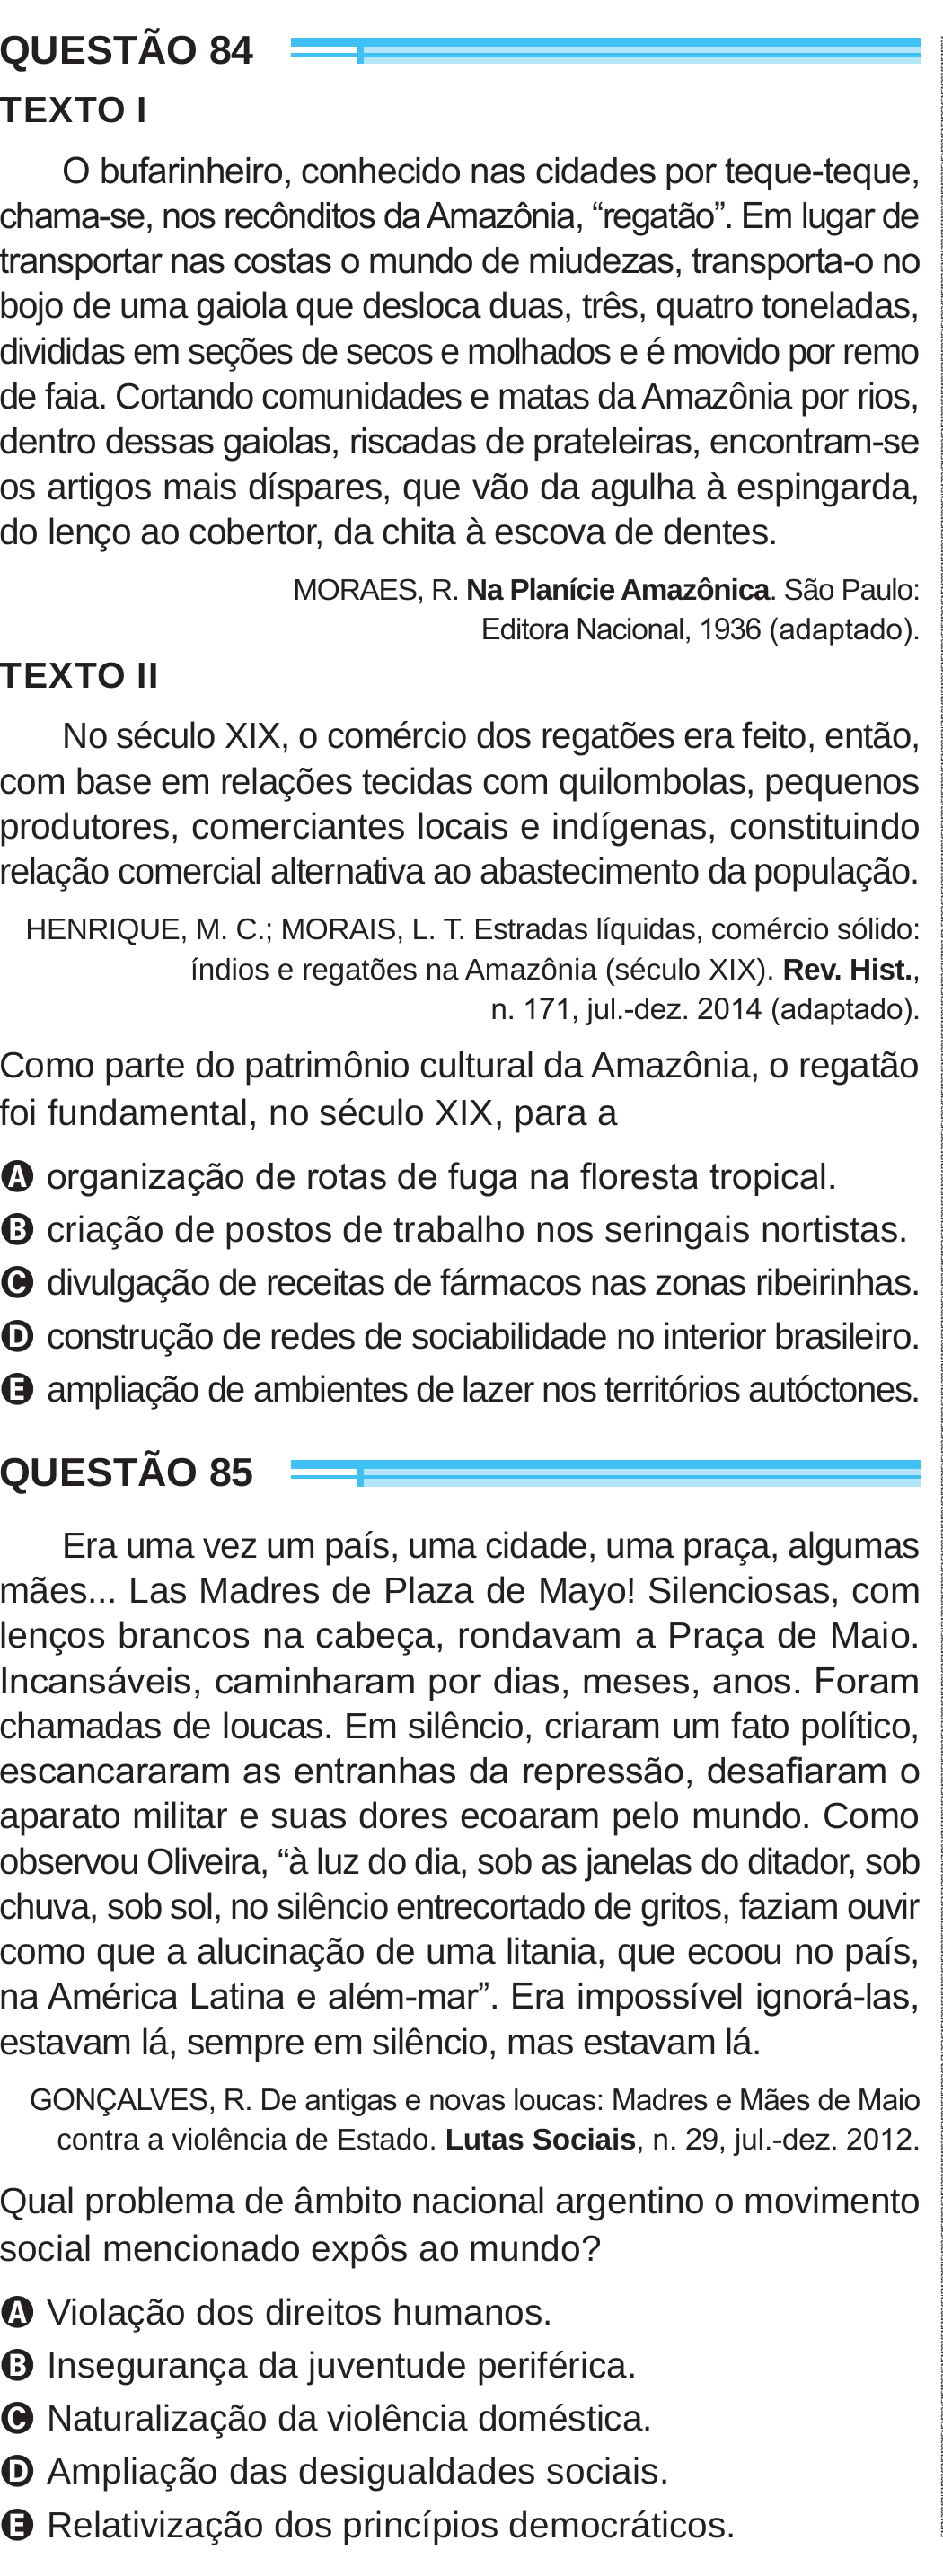 QUESTÃO 84
TEXTO I
O bufarinheiro, conhecido nas cidades por teque-teque,
chama-se, nos recônditos da Amazônia, “regatão”. Em lugar de
transportar nas costas o mundo de miudezas, transporta-o no
bojo de uma gaiola que desloca duas, três, quatro toneladas,
divididas em seções de secos e molhados e é movido por remo
de faia. Cortando comunidades e matas da Amazônia por rios,
dentro dessas gaiolas, riscadas de prateleiras, encontram-se
os artigos mais díspares, que vão da agulha à espingarda,
do lenço ao cobertor, da chita à escova de dentes.
MORAES, R. Na Planície Amazônica. São Paulo:
Editora Nacional, 1936 (adaptado).
TEXTO II
No século XIX, o comércio dos regatões era feito, então,
com base em relações tecidas com quilombolas, pequenos
produtores, comerciantes locais e indígenas, constituindo
relação comercial alternativa ao abastecimento da população.
HENRIQUE, M. C.; MORAIS, L. T. Estradas líquidas, comércio sólido:
índios e regatões na Amazônia (século XIX). Rev. Hist.,
n. 171, jul.-dez. 2014 (adaptado).
Como parte do patrimônio cultural da Amazônia, o regatão
foi fundamental, no século XIX, para a
A organização de rotas de fuga na floresta tropical.
B criação de postos de trabalho nos seringais nortistas.
C divulgação de receitas de fármacos nas zonas ribeirinhas.
D construção de redes de sociabilidade no interior brasileiro.
E ampliação de ambientes de lazer nos territórios autóctones.
QUESTÃO 85
Era uma vez um país, uma cidade, uma praça, algumas
mães... Las Madres de Plaza de Mayo! Silenciosas, com
lenços brancos na cabeça, rondavam a Praça de Maio.
Incansáveis, caminharam por dias, meses, anos. Foram
chamadas de loucas. Em silêncio, criaram um fato político,
escancararam as entranhas da repressão, desafiaram o
aparato militar e suas dores ecoaram pelo mundo. Como
observou Oliveira, “à luz do dia, sob as janelas do ditador, sob
chuva, sob sol, no silêncio entrecortado de gritos, faziam ouvir
como que a alucinação de uma litania, que ecoou no país,
na América Latina e além-mar”. Era impossível ignorá-las,
estavam lá, sempre em silêncio, mas estavam lá.
GONÇALVES, R. De antigas e novas loucas: Madres e Mães de Maio
contra a violência de Estado. Lutas Sociais, n. 29, jul.-dez. 2012.
Qual problema de âmbito nacional argentino o movimento
social mencionado expôs ao mundo?
A Violação dos direitos humanos.
B Insegurança da juventude periférica.
C Naturalização da violência doméstica.
D Ampliação das desigualdades sociais.
E Relativização dos princípios democráticos.